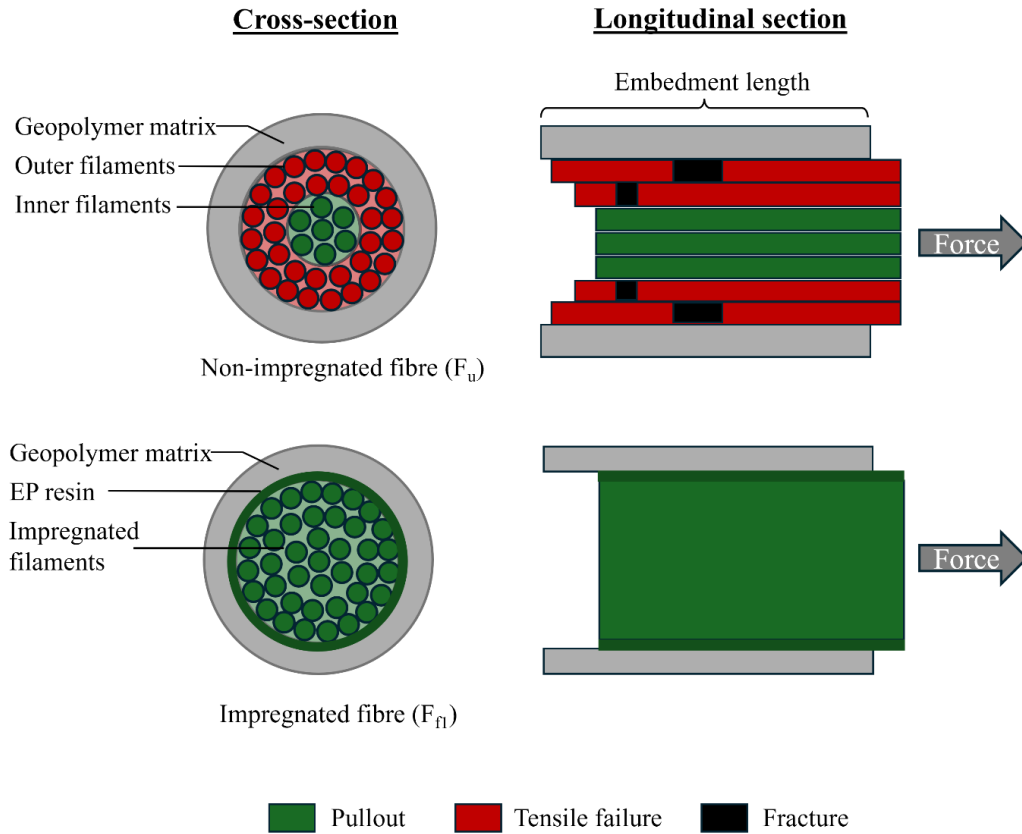 Cross-section
Longitudinal section
Embedment length
Geopolymer matrix
Outer filaments
Inner filaments
Force
Non-impregnated fibre (Fu)
Geopolymer matrix
EP resin
Impregnated
filaments
Force
Impregnated fibre (Ff1)
Pullout
Tensile failure
Fracture